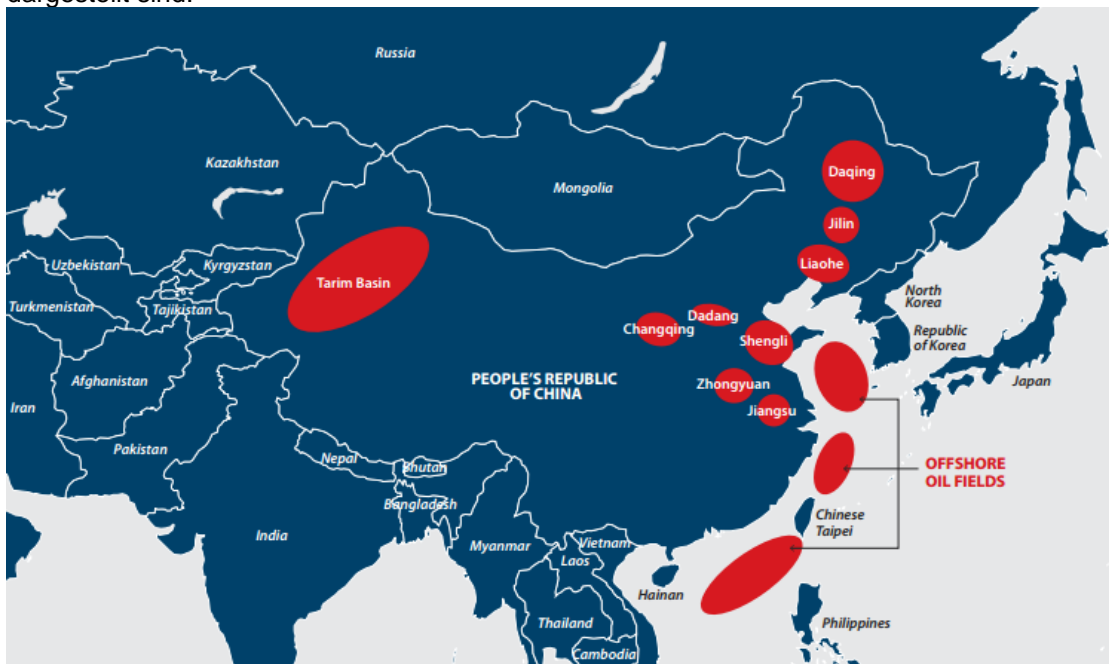 dargestellt sind.
Russia
Kazakhstan
Mongolia
Daqing
Jilin
Liaohe
Uzbekistan
Kyrgyzstan
Tarim Basin
Turkmenistan
Tajikistan
North
Korea
Dadang
Changqing
Shengli
Republic
of Korea
Afghanistan
PEOPLE'S REPUBLIC
OF CHINA
Zhongyuan
Japan
Iran
Jiangsu
Pakistan
Nepal
Bhutan
OFFSHORE
OIL FIELDS
Bangladesh
India
Chinese
Taipei
Myanmar
Vietnam
Laos
Hainan
Thailand
Philippines
Cambodia